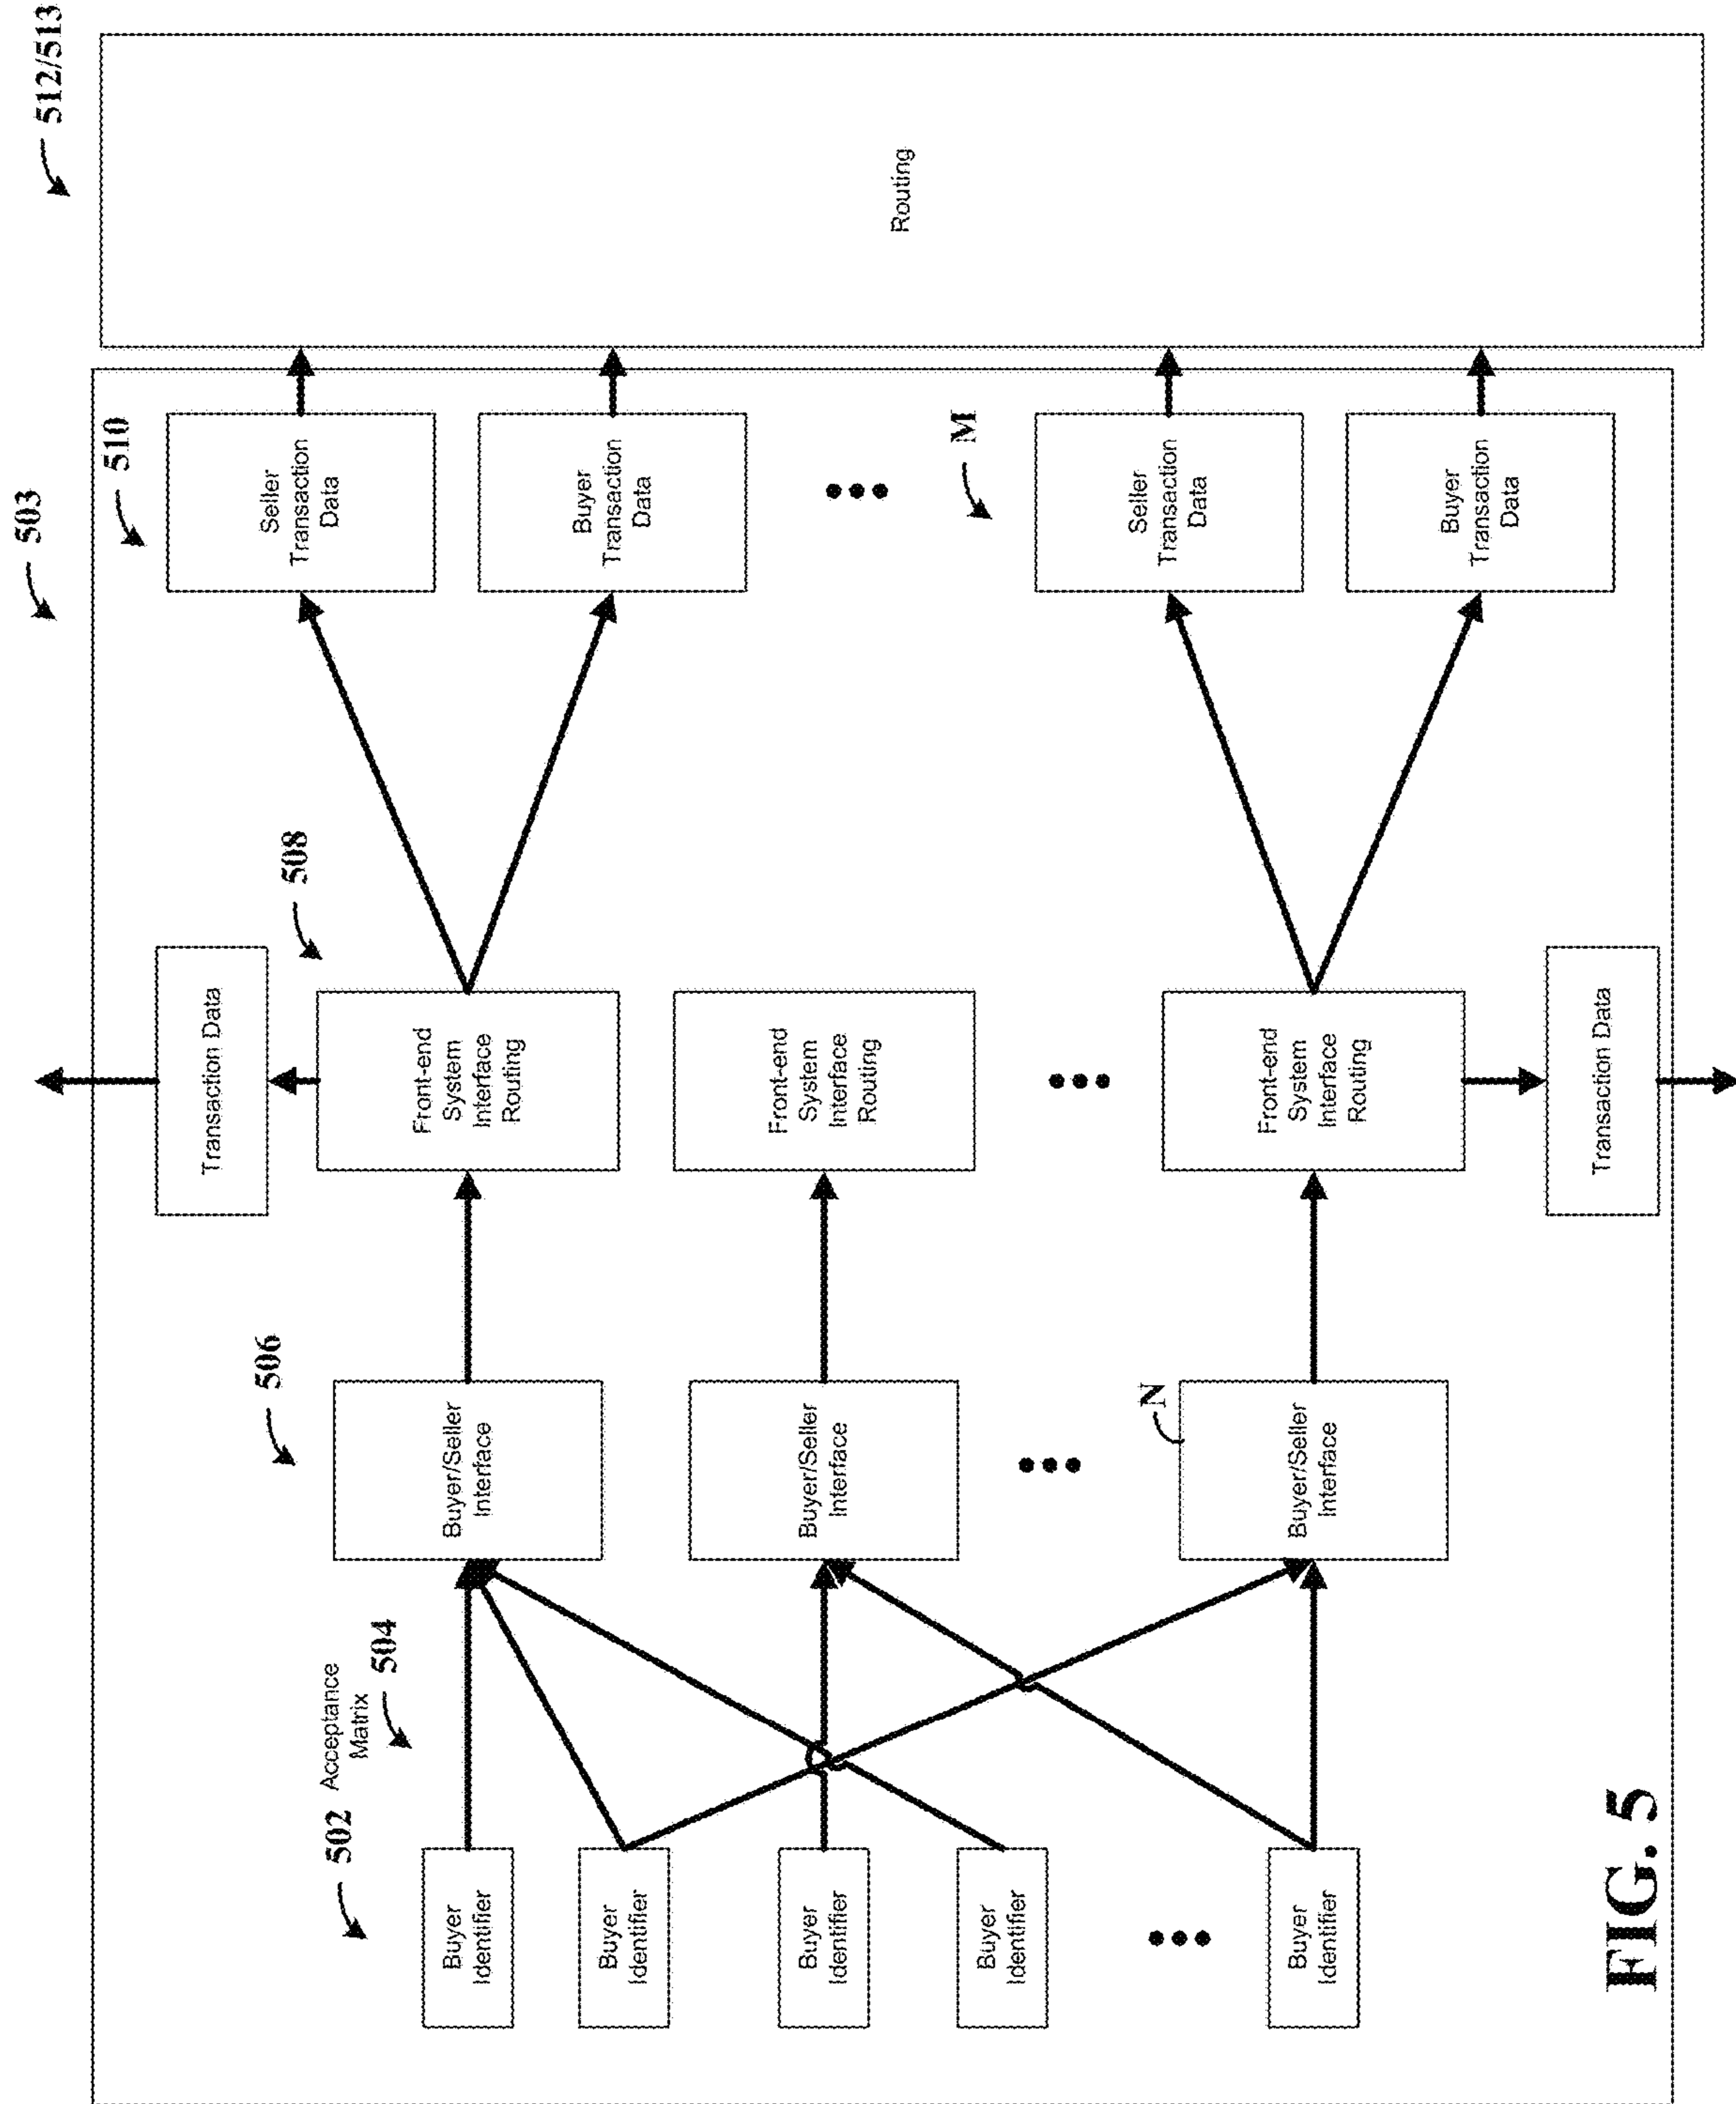 503
512/513
510
Seller
Transaction
Data
Buyer
Transaction
Data
M
Seller
Transaction
Data
Buyer
Transaction
Data
Routing
Transaction Data
508
Front-end
System
Interface
Routing
Front-end
System
Interface
Routing
Front-end
System
Interface
Routing
Transaction Data
506
Buyer/Seller
Interface
Buyer/Seller
Interface
N
Buyer/Seller
Interface
502
Acceptance
Matrix
504
Buyer
Identifier
Buyer
Identifier
Buyer
Identifier
Buyer
Identifier
Buyer
Identifier
FIG. 5